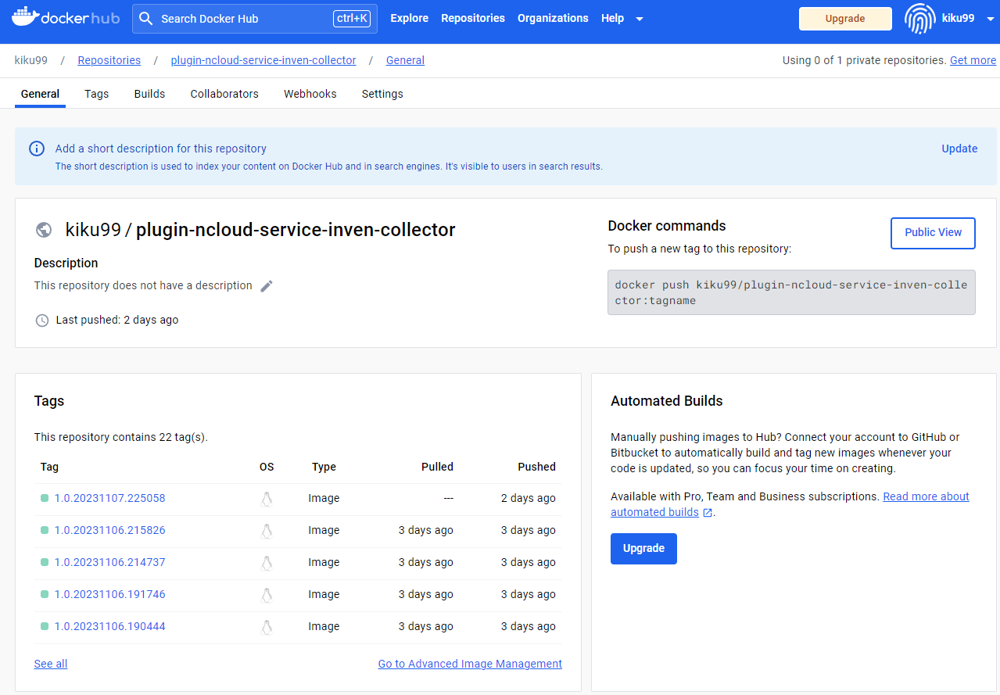 docker hub Search Docker Hub ctrl+K Explore Repositories Organizations Help Upgrade kiku99
kiku99 / Repositories / plugin-ncloud-service-inven-collector / General Using 0 of 1 private repositories. Get more
General Tags Builds Collaborators Webhooks Settings
Add a short description for this repository Update
The short description is used to index your content on Docker Hub and in search engines. It's visible to users in search results.
kiku99 / plugin-ncloud-service-inven-collector
Description
This repository does not have a description
Last pushed: 2 days ago
Docker commands Public View
To push a new tag to this repository:
docker push kiku99/plugin-ncloud-service-inven-colle
ctor:tagname
Tags
This repository contains 22 tag(s).
Tag OS Type Pulled Pushed
1.0.20231107.225058 Image --- 2 days ago
1.0.20231106.215826 Image 3 days ago 3 days ago
1.0.20231106.214737 Image 3 days ago 3 days ago
1.0.20231106.191746 Image 3 days ago 3 days ago
1.0.20231106.190444 Image 3 days ago 3 days ago
See all Go to Advanced Image Management
Automated Builds
Manually pushing images to Hub? Connect your account to GitHub or
Bitbucket to automatically build and tag new images whenever your
code is updated, so you can focus your time on creating.
Available with Pro, Team and Business subscriptions. Read more about
automated builds .
Upgrade